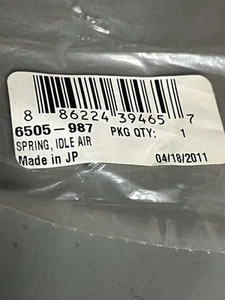 8 86224 39465 7
6505-987 PKG QTY: 1
SPRING, IDLE AIR
Made in JP 04/18/2011